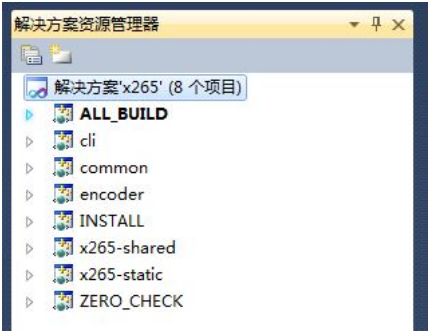 解决方案资源管理器
解决方案'x265' (8 个项目)
ALL_BUILD
cli
common
encoder
INSTALL
x265-shared
x265-static
ZERO_CHECK